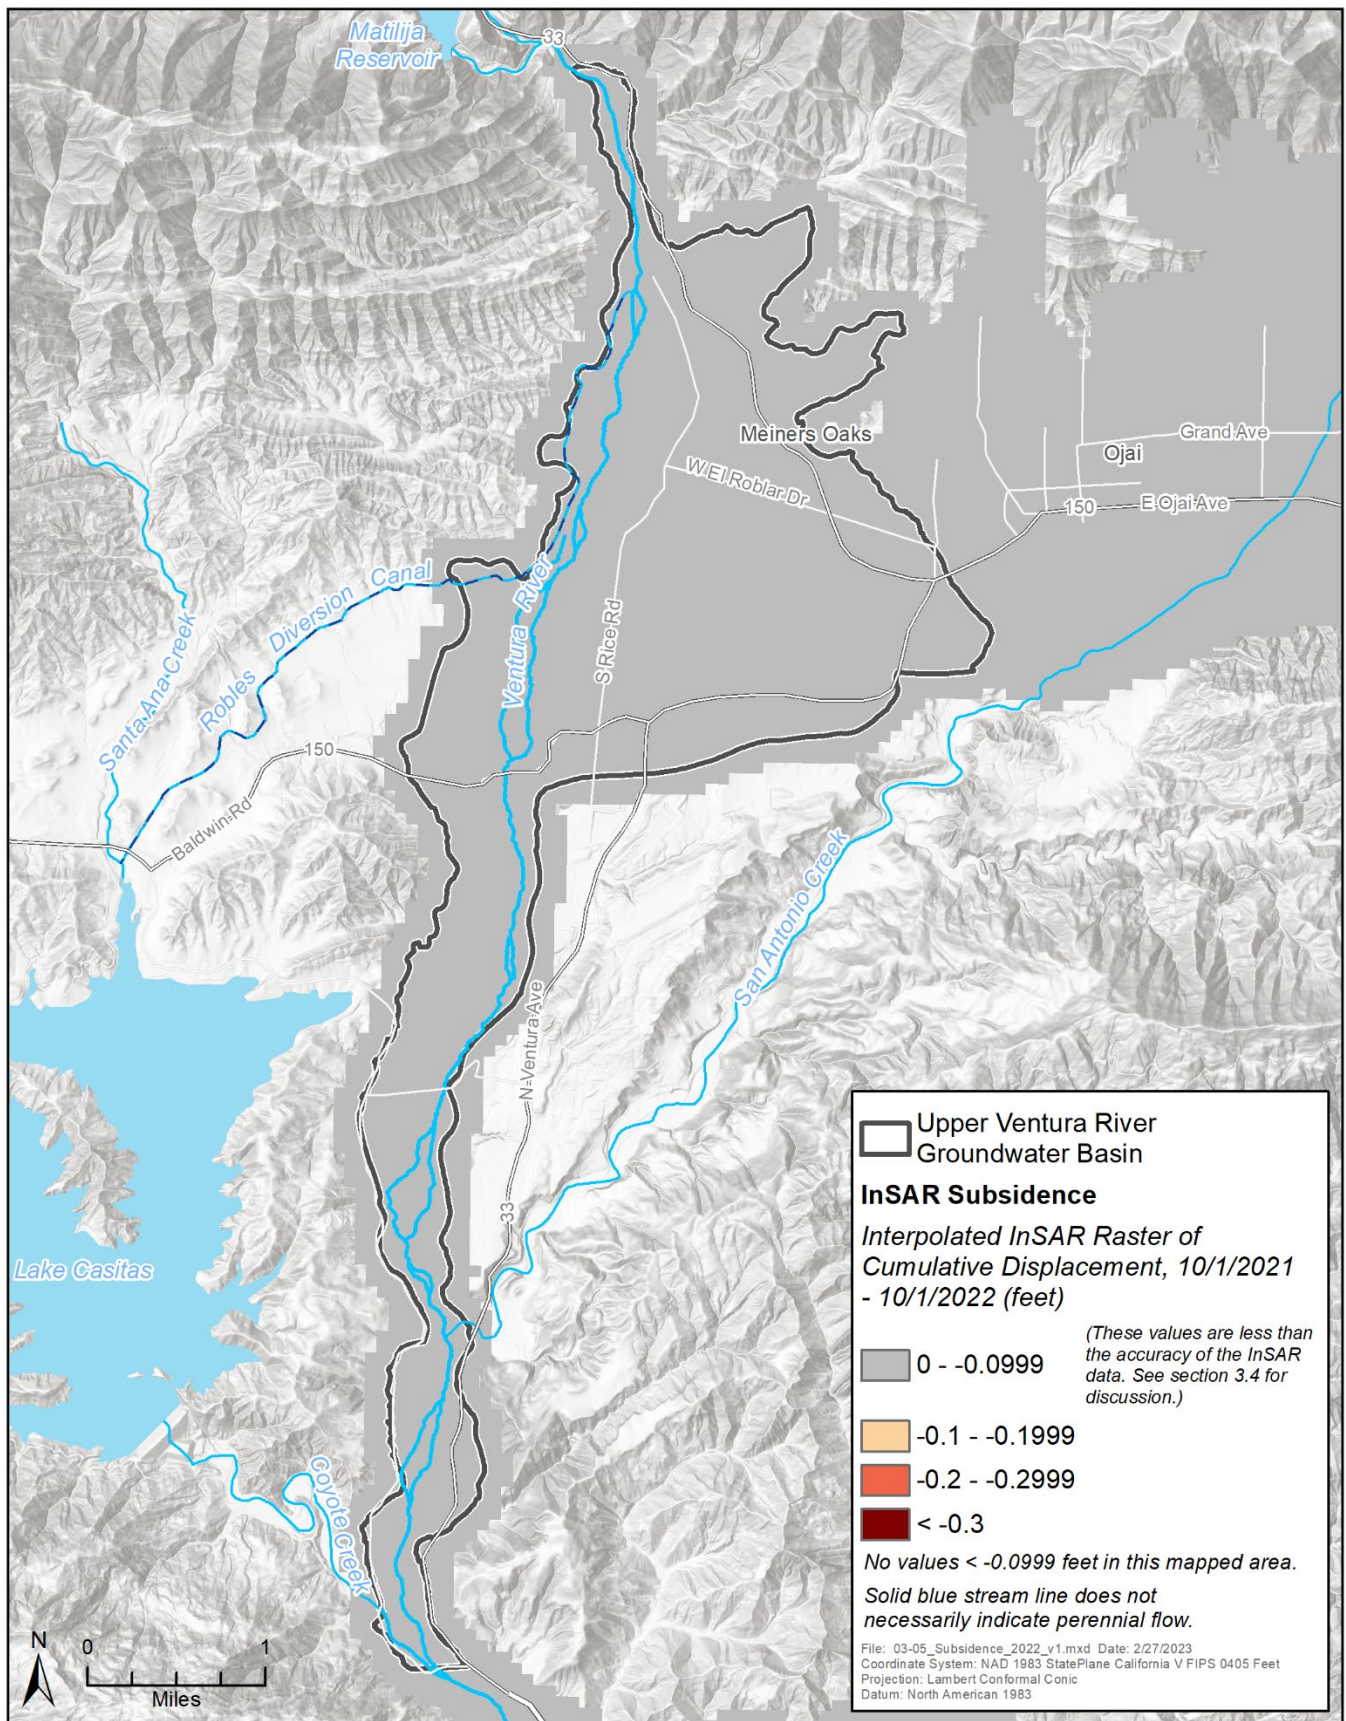 Matilija
Reservoir
33
Meiners Oaks
Grand Ave
Ojai
W El Roblar Dr
150
E Ojai Ave
Robles Diversion Canal
Ventura River
S Rice Rd
Santa Ana Creek
150
Baldwin Rd
San Antonio Creek
N Ventura Ave
33
Lake Casitas
Coyote Creek
N
0 1
Miles
Upper Ventura River
Groundwater Basin
InSAR Subsidence
Interpolated InSAR Raster of
Cumulative Displacement, 10/1/2021
- 10/1/2022 (feet)
0 - -0.0999
(These values are less than
the accuracy of the InSAR
data. See section 3.4 for
discussion.)
-0.1 - -0.1999
-0.2 - -0.2999
< -0.3
No values < -0.0999 feet in this mapped area.
Solid blue stream line does not
necessarily indicate perennial flow.
File: 03-05_Subsidence_2022_v1.mxd Date: 2/27/2023
Coordinate System: NAD 1983 StatePlane California V FIPS 0405 Feet
Projection: Lambert Conformal Conic
Datum: North American 1983